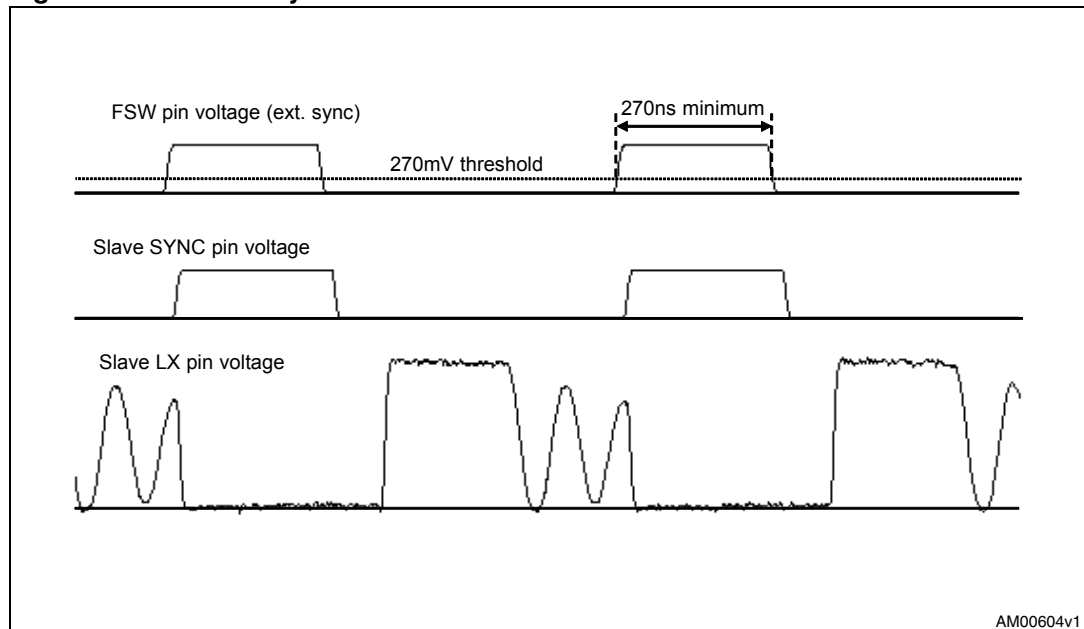 FSW pin voltage (ext. sync)
270ns minimum
270mV threshold
Slave SYNC pin voltage
Slave LX pin voltage
AM00604v1